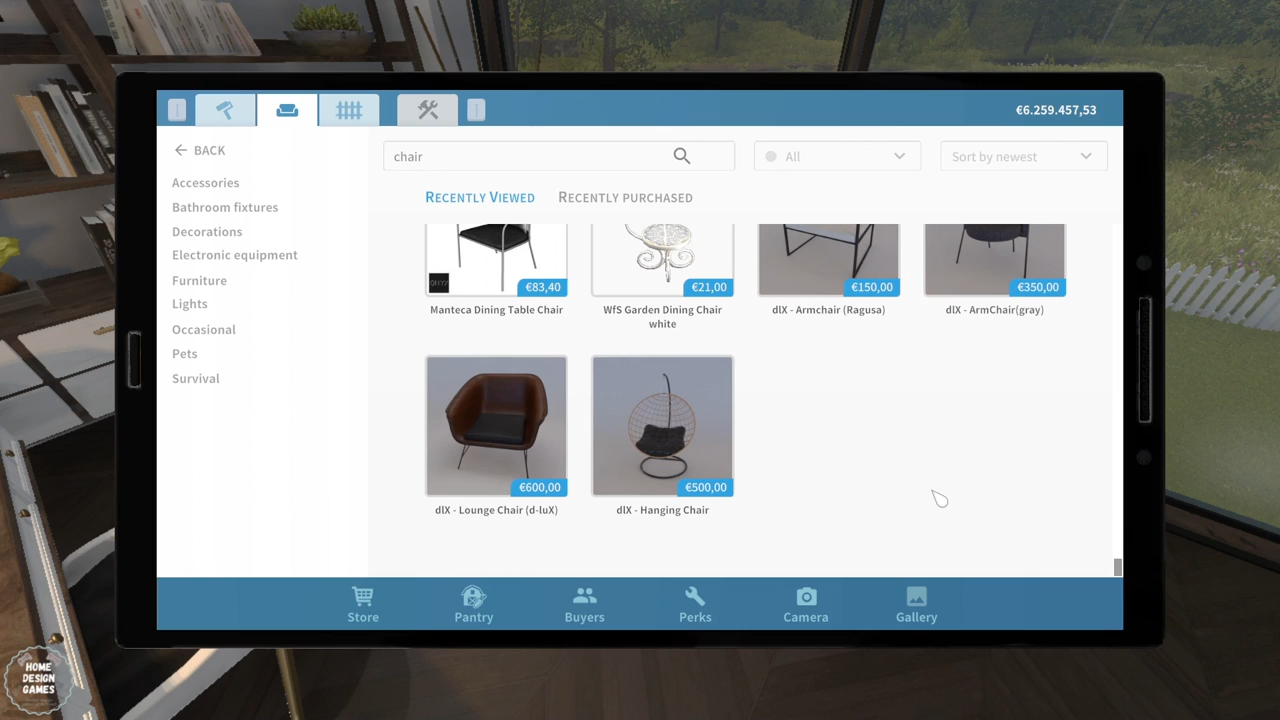 €6.259.457,53
BACK
chair
All
Sort by newest
RECENTLY VIEWED
RECENTLY PURCHASED
Accessories
Bathroom fixtures
Decorations
Electronic equipment
Furniture
Lights
Occasional
Pets
Survival
€83,40
€21,00
€150,00
€350,00
Manteca Dining Table Chair
WfS Garden Dining Chair
white
dlX - Armchair (Ragusa)
dlX - ArmChair(gray)
€600,00
€500,00
dlX - Lounge Chair (d-luX)
dlX - Hanging Chair
Store
Pantry
Buyers
Perks
Camera
Gallery
HOME
DESIGN
GAMES